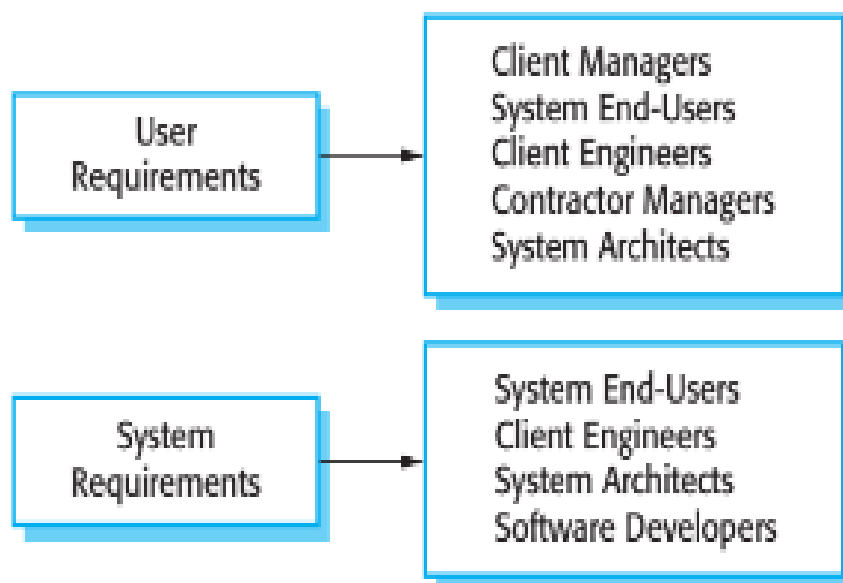 User
Requirements
Client Managers
System End-Users
Client Engineers
Contractor Managers
System Architects
System
Requirements
System End-Users
Client Engineers
System Architects
Software Developers